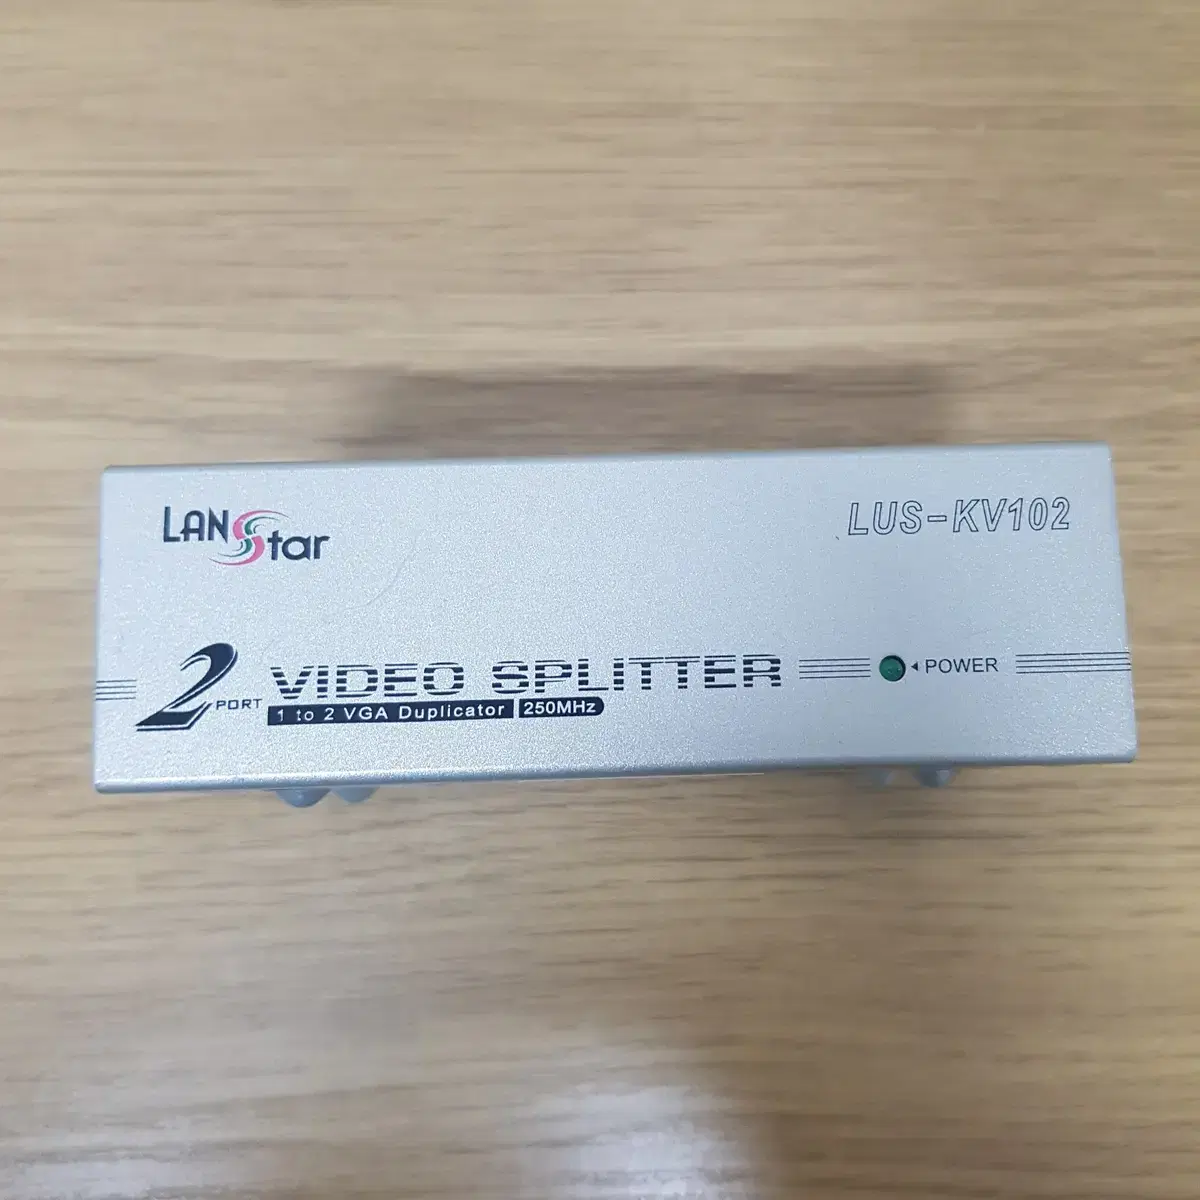 LANStar
LUS-KV102
2 PORT VIDEO SPLITTER
POWER
1 to 2 VGA Duplicator 250MHz